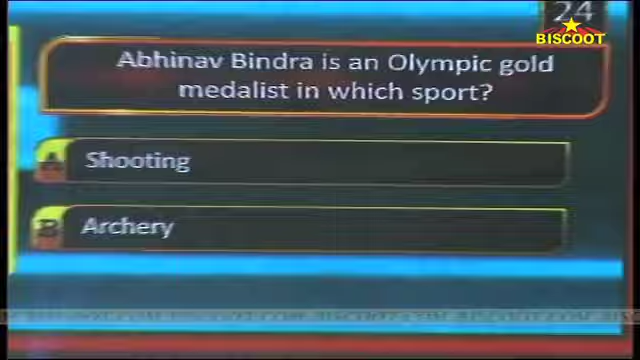 24
BISCOOT
Abhinav Bindra is an Olympic gold
medalist in which sport?
A Shooting
B Archery